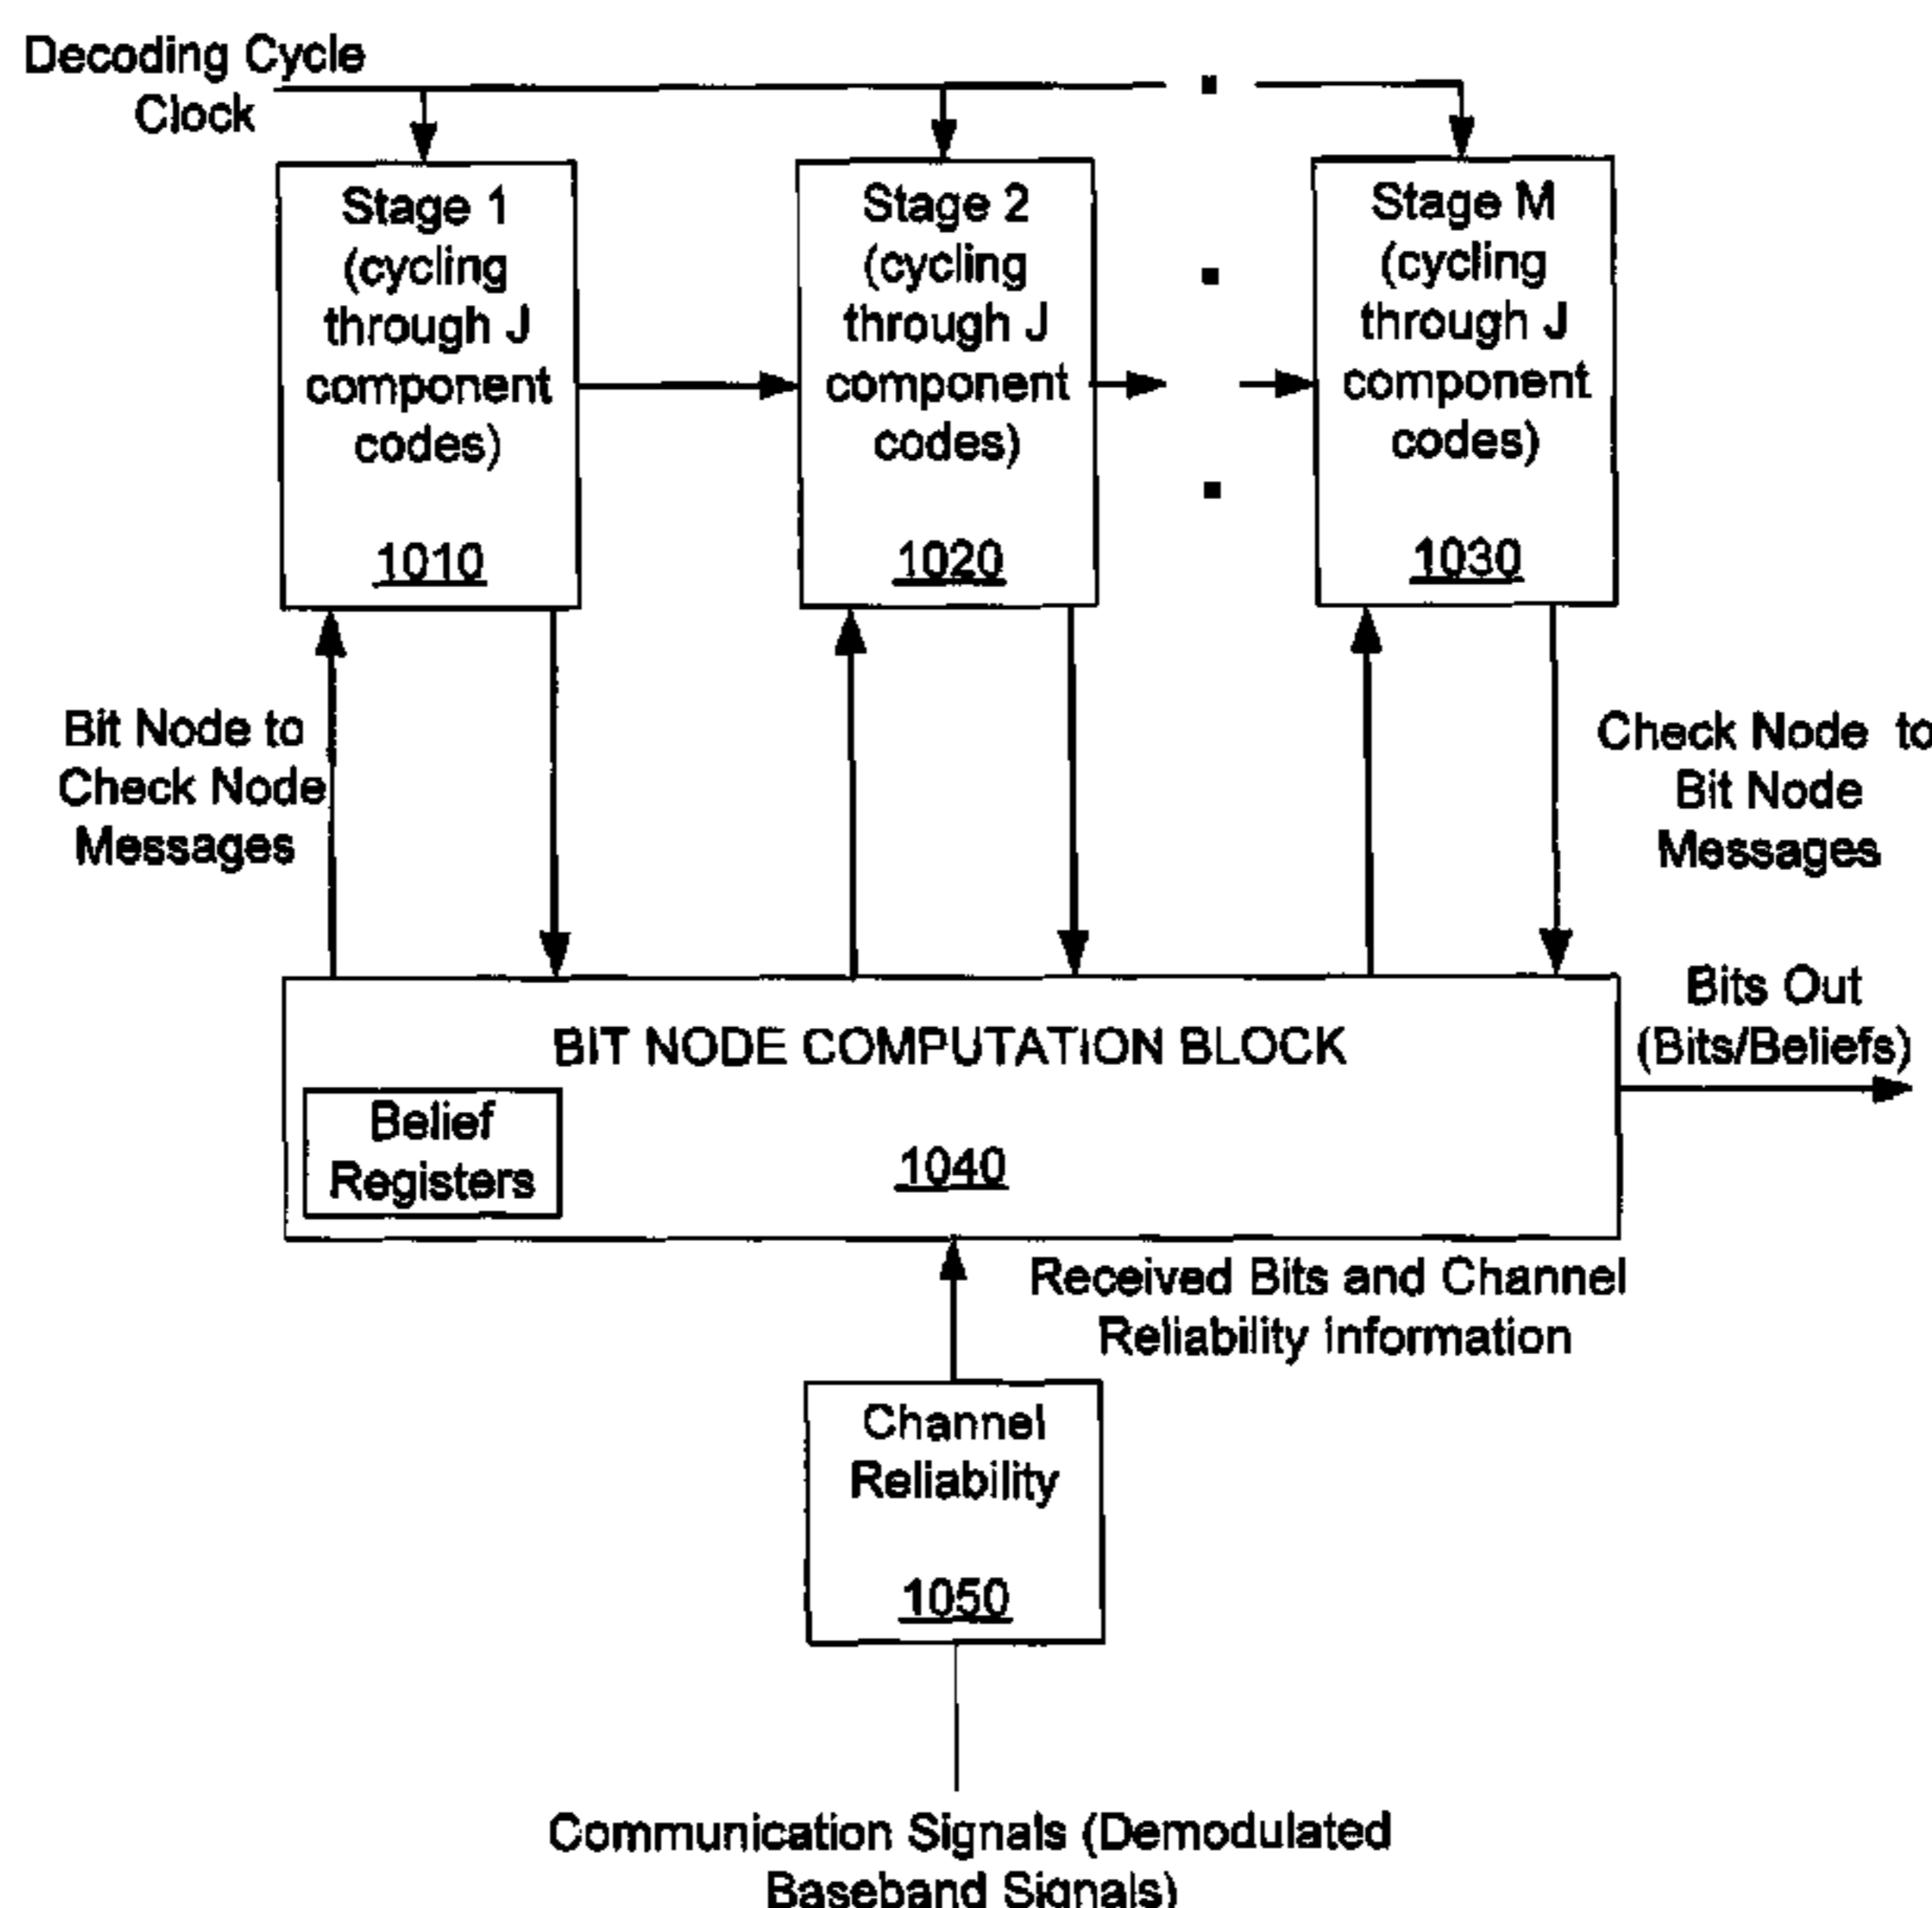 Decoding Cycle
Clock
Stage 1
(cycling
through J
component
codes)
1010
Stage 2
(cycling
through J
component
codes)
1020
Stage M
(cycling
through J
component
codes)
1030
Bit Node to
Check Node
Messages
Check Node to
Bit Node
Messages
Bits Out
(Bits/Beliefs)
BIT NODE COMPUTATION BLOCK
Belief
Registers
1040
Received Bits and Channel
Reliability Information
Channel
Reliability
1050
Communication Signals (Demodulated
Baseband Signals)